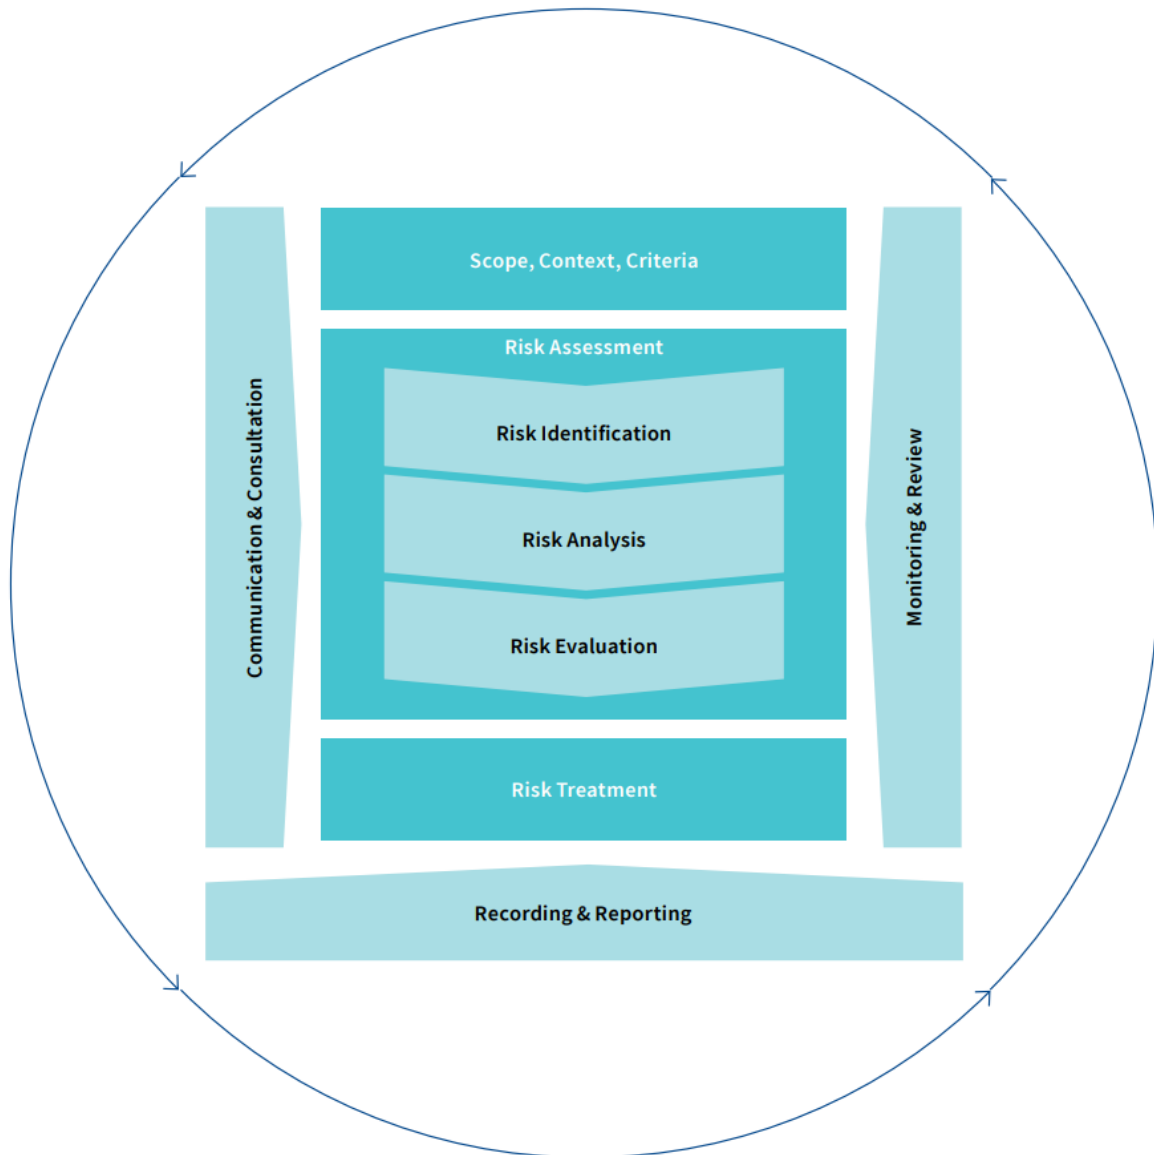 Scope, Context, Criteria
Risk Assessment
Risk Identification
Risk Analysis
Risk Evaluation
Risk Treatment
Communication & Consultation
Monitoring & Review
Recording & Reporting